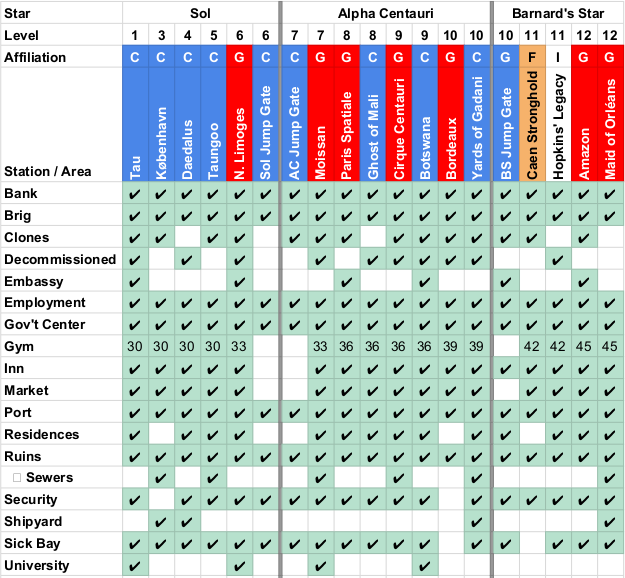 Star Sol Alpha Centauri Barnard's Star
Level 1 3 4 5 6 6 7 7 8 8 9 9 10 10 10 11 11 12 12
Affiliation C C C C G C C G G C G C G C G F I G G
Station / Area Tau København Daedalus Taungoo N. Limoges Sol Jump Gate AC Jump Gate Moissan Paris Spatiale Ghost of Mali Cirque Centauri Botswana Bordeaux Yards of Gadani BS Jump Gate Caen Stronghold Hopkins' Legacy Amazon Maid of Orléans
Bank ✔ ✔ ✔ ✔ ✔ ✔ ✔ ✔ ✔ ✔ ✔ ✔ ✔ ✔ ✔ ✔ ✔ ✔ ✔
Brig ✔ ✔ ✔ ✔ ✔ ✔ ✔ ✔ ✔ ✔ ✔ ✔ ✔ ✔ ✔ ✔ ✔ ✔ ✔
Clones ✔ ✔ ✔ ✔ ✔ ✔ ✔ ✔ ✔ ✔ ✔ ✔ ✔ ✔
Decommissioned ✔ ✔ ✔ ✔ ✔ ✔ ✔ ✔ ✔ ✔
Embassy ✔ ✔ ✔ ✔ ✔ ✔
Employment ✔ ✔ ✔ ✔ ✔ ✔ ✔ ✔ ✔ ✔ ✔ ✔ ✔ ✔ ✔ ✔ ✔ ✔ ✔
Gov't Center ✔ ✔ ✔ ✔ ✔ ✔ ✔ ✔ ✔ ✔ ✔ ✔ ✔ ✔ ✔ ✔ ✔ ✔ ✔
Gym 30 30 30 30 33 33 36 36 36 36 39 39 42 42 45 45
Inn ✔ ✔ ✔ ✔ ✔ ✔ ✔ ✔ ✔ ✔ ✔ ✔ ✔ ✔ ✔ ✔ ✔
Market ✔ ✔ ✔ ✔ ✔ ✔ ✔ ✔ ✔ ✔ ✔ ✔ ✔ ✔ ✔ ✔
Port ✔ ✔ ✔ ✔ ✔ ✔ ✔ ✔ ✔ ✔ ✔ ✔ ✔ ✔ ✔ ✔ ✔ ✔ ✔
Residences ✔ ✔ ✔ ✔ ✔ ✔ ✔ ✔ ✔ ✔ ✔ ✔ ✔ ✔
Ruins ✔ ✔ ✔ ✔ ✔ ✔ ✔ ✔ ✔ ✔ ✔ ✔ ✔ ✔ ✔ ✔ ✔ ✔ ✔
Sewers ✔ ✔ ✔ ✔ ✔ ✔
Security ✔ ✔ ✔ ✔ ✔ ✔ ✔ ✔ ✔ ✔ ✔ ✔ ✔ ✔ ✔ ✔ ✔
Shipyard ✔ ✔ ✔ ✔
Sick Bay ✔ ✔ ✔ ✔ ✔ ✔ ✔ ✔ ✔ ✔ ✔ ✔ ✔ ✔ ✔ ✔ ✔
University ✔ ✔ ✔ ✔